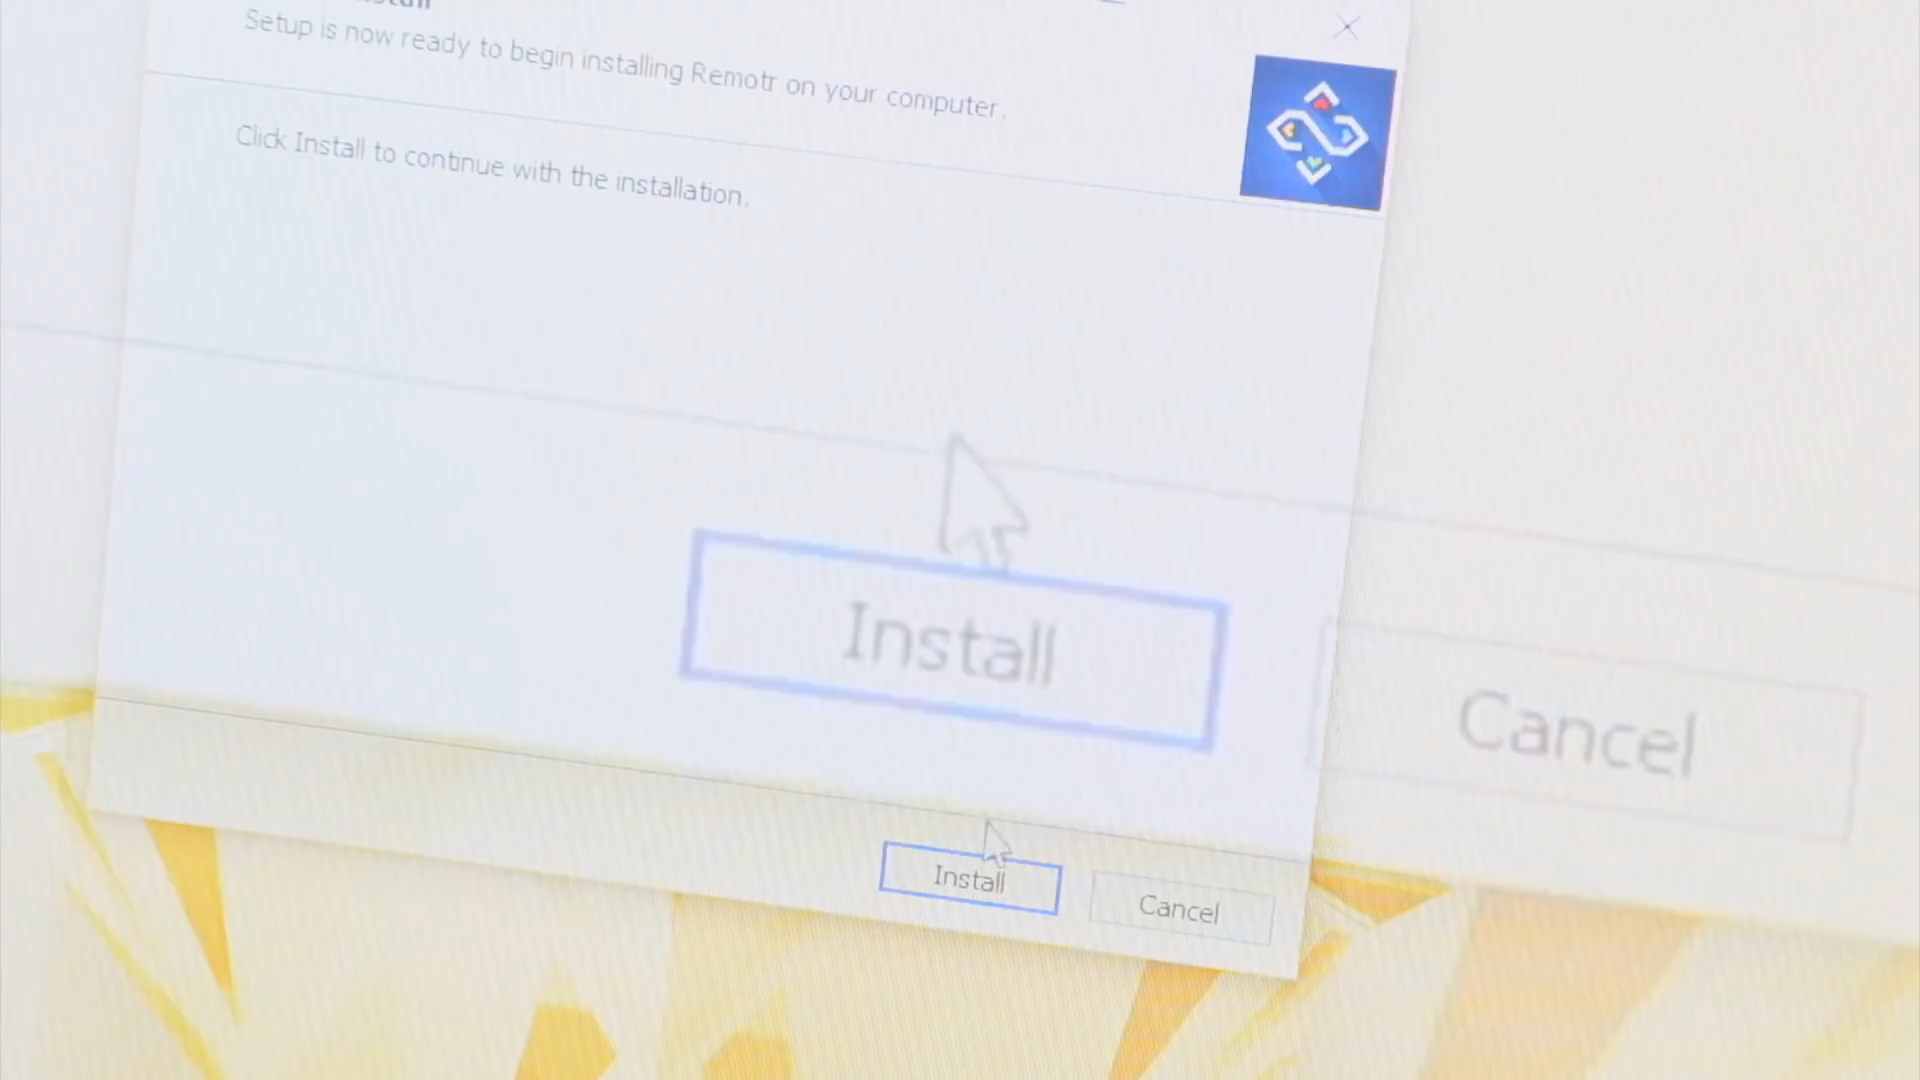 Setup is now ready to begin installing Remotr on your computer.
Click Install to continue with the installation.
Install
Cancel
Install
Cancel